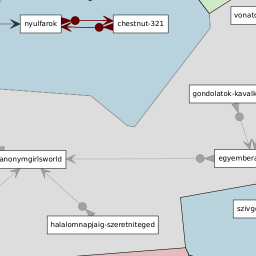 vonato
nyulfarok
chestnut-321
gondolatok-kavalk
anonymgirlsworld
egyembera
szivg
halalomnapjaig-szeretniteged